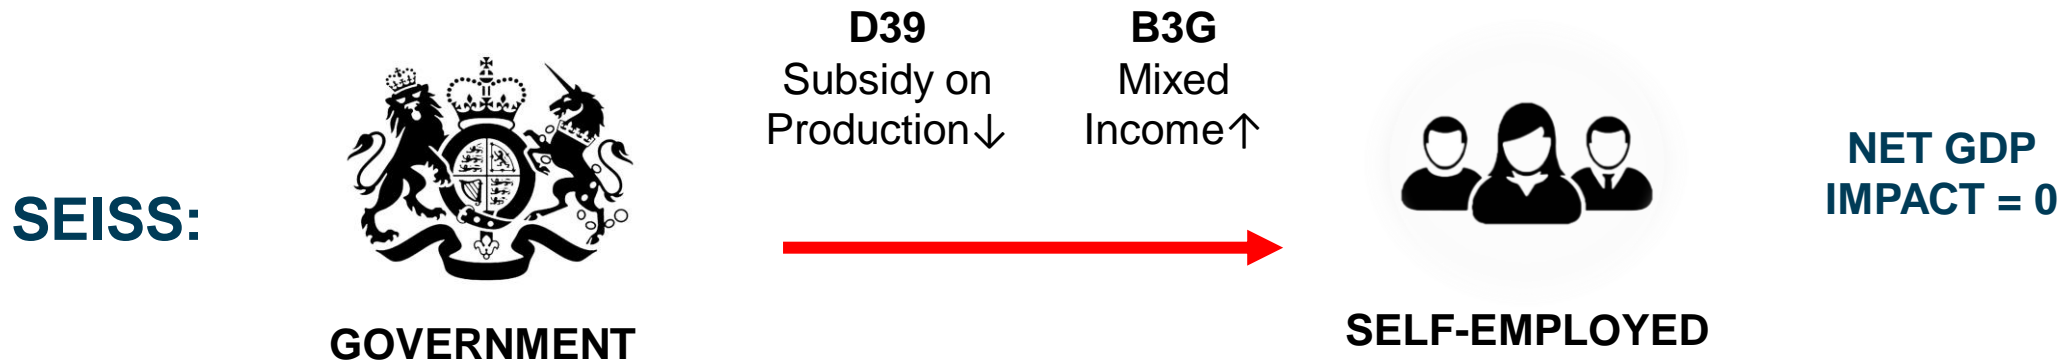 SEISS:
GOVERNMENT
D39
Subsidy on
Production↓
B3G
Mixed
Income↑
SELF-EMPLOYED
NET GDP
IMPACT = 0